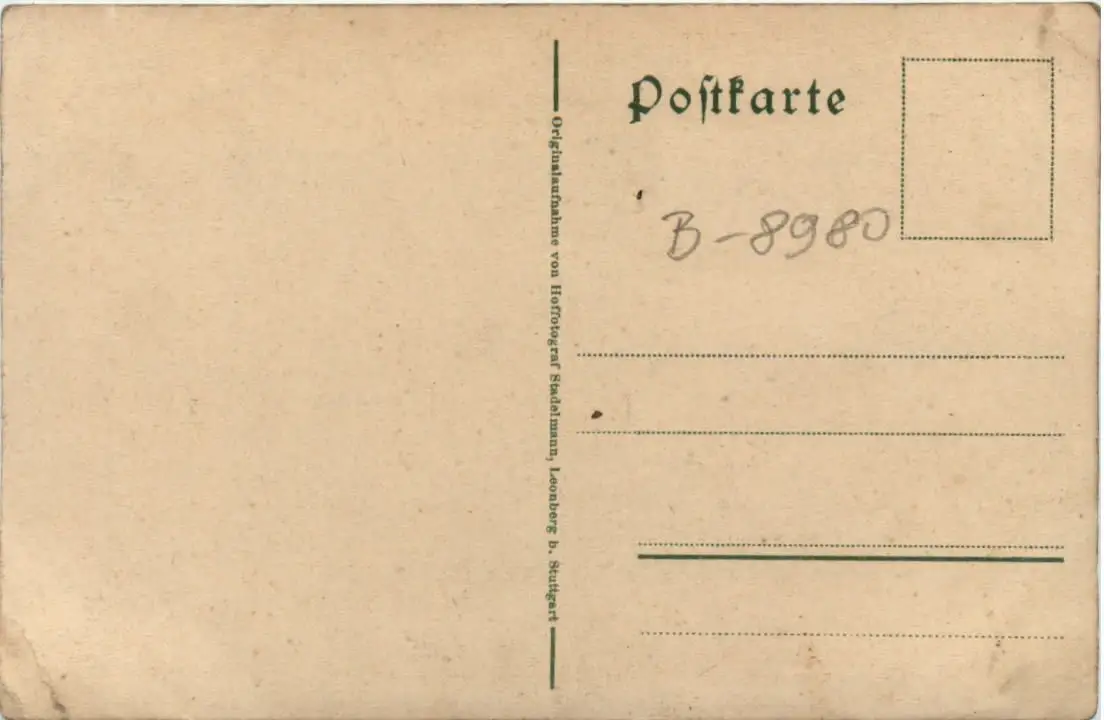 Poſtkarte
B-8980
Originalaufnahme von Hoffotograf Stadelmann, Leonberg b. Stuttgart